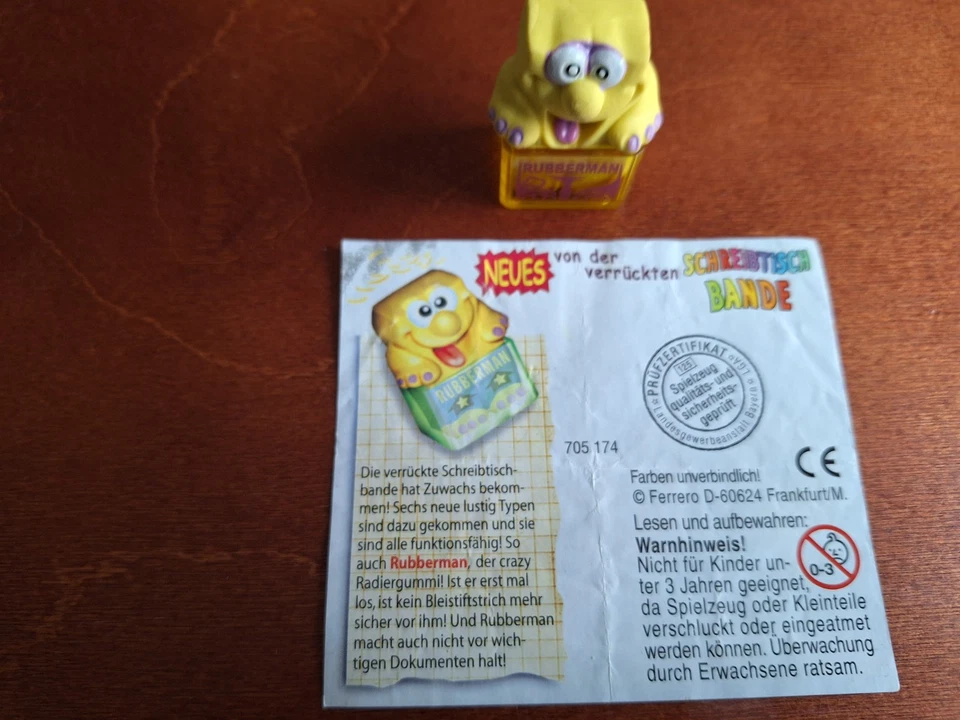 RUBBERMAN
NEUES von der
verrückten SCHREIBTISCH
BANDE
RUBBERMAN
Die verrückte Schreibtisch-
bande hat Zuwachs bekom-
men! Sechs neue lustig Typen
sind dazu gekommen und sie
sind alle funktionsfähig! So
auch Rubberman, der crazy
Radiergummi! Ist er erst mal
los, ist kein Bleistiftstrich mehr
sicher vor ihm! Und Rubberman
macht auch nicht vor wich-
tigen Dokumenten halt!
705 174
PRÜFZERTIFIKAT LGA
Landesgewerbeanstalt Bayern
125
Spielzeug
qualitäts- und
sicherheits-
geprüft
CE
Farben unverbindlich!
© Ferrero D-60624 Frankfurt/M.
Lesen und aufbewahren:
Warnhinweis!
Nicht für Kinder un-
ter 3 Jahren geeignet,
0-3
da Spielzeug oder Kleinteile
verschluckt oder eingeatmet
werden können. Überwachung
durch Erwachsene ratsam.